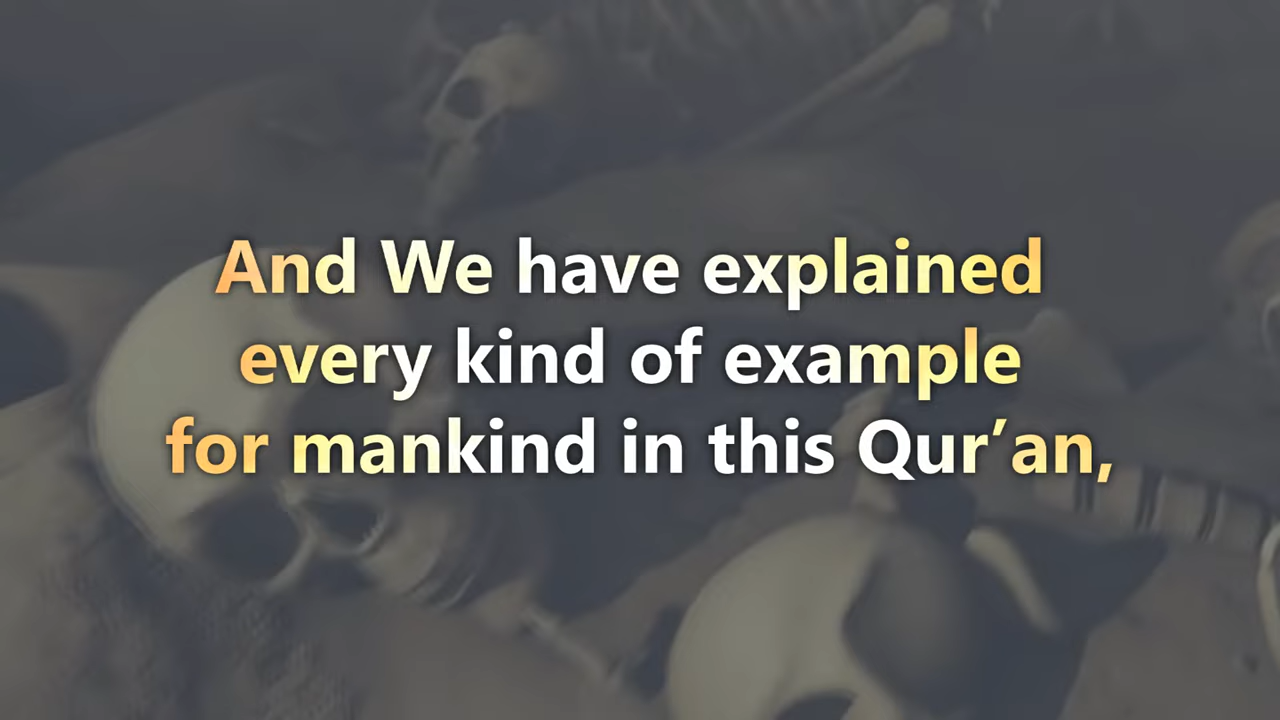 And We have explained
every kind of example
for mankind in this Qur’an,